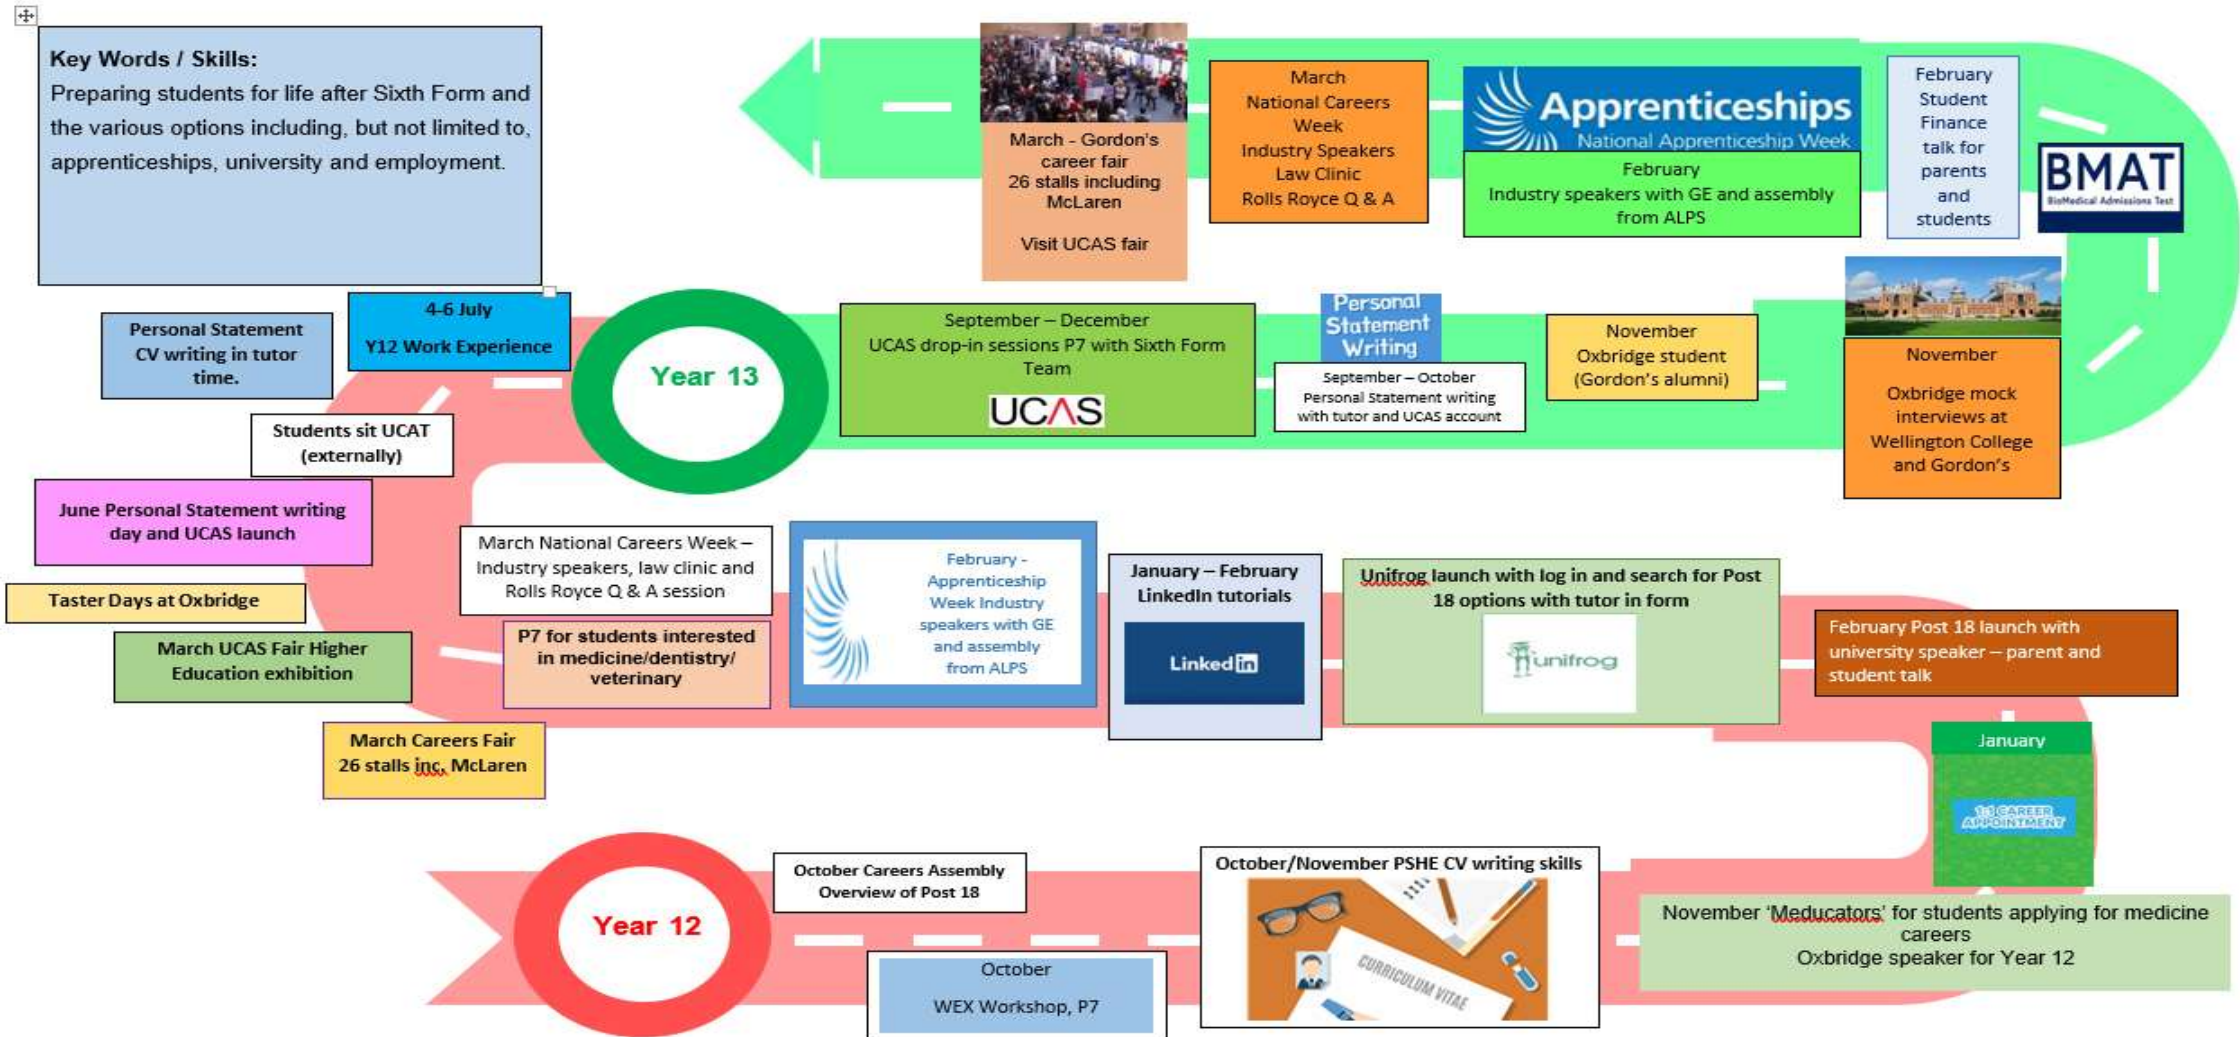 Key Words / Skills:
Preparing students for life after Sixth Form and
the various options including, but not limited to,
apprenticeships, university and employment.
March - Gordon's
career fair
26 stalls including
McLaren
Visit UCAS fair
March
National Careers
Week
Industry Speakers
Law Clinic
Rolls Royce Q & A
Apprenticeships
National Apprenticeship Week
February
Industry speakers with GE and assembly
from ALPS
February
Student
Finance
talk for
parents
and
students
BMAT
BioMedical Admissions Test
Personal Statement
CV writing in tutor
time.
4-6 July
Y12 Work Experience
Year 13
September – December
UCAS drop-in sessions P7 with Sixth Form
Team
UCAS
Personal
Statement
Writing
September – October
Personal Statement writing
with tutor and UCAS account
November
Oxbridge student
(Gordon's alumni)
November
Oxbridge mock
interviews at
Wellington College
and Gordon's
Students sit UCAT
(externally)
June Personal Statement writing
day and UCAS launch
Taster Days at Oxbridge
March UCAS Fair Higher
Education exhibition
March Careers Fair
26 stalls inc. McLaren
March National Careers Week –
Industry speakers, law clinic and
Rolls Royce Q & A session
P7 for students interested
in medicine/dentistry/
veterinary
February -
Apprenticeship
Week Industry
speakers with GE
and assembly
from ALPS
January – February
LinkedIn tutorials
Linked in
Unifrog launch with log in and search for Post
18 options with tutor in form
unifrog
February Post 18 launch with
university speaker – parent and
student talk
January
1:1 CAREER
APPOINTMENT
Year 12
October Careers Assembly
Overview of Post 18
October
WEX Workshop, P7
October/November PSHE CV writing skills
CURRICULUM VITAE
November 'Meducators' for students applying for medicine
careers
Oxbridge speaker for Year 12